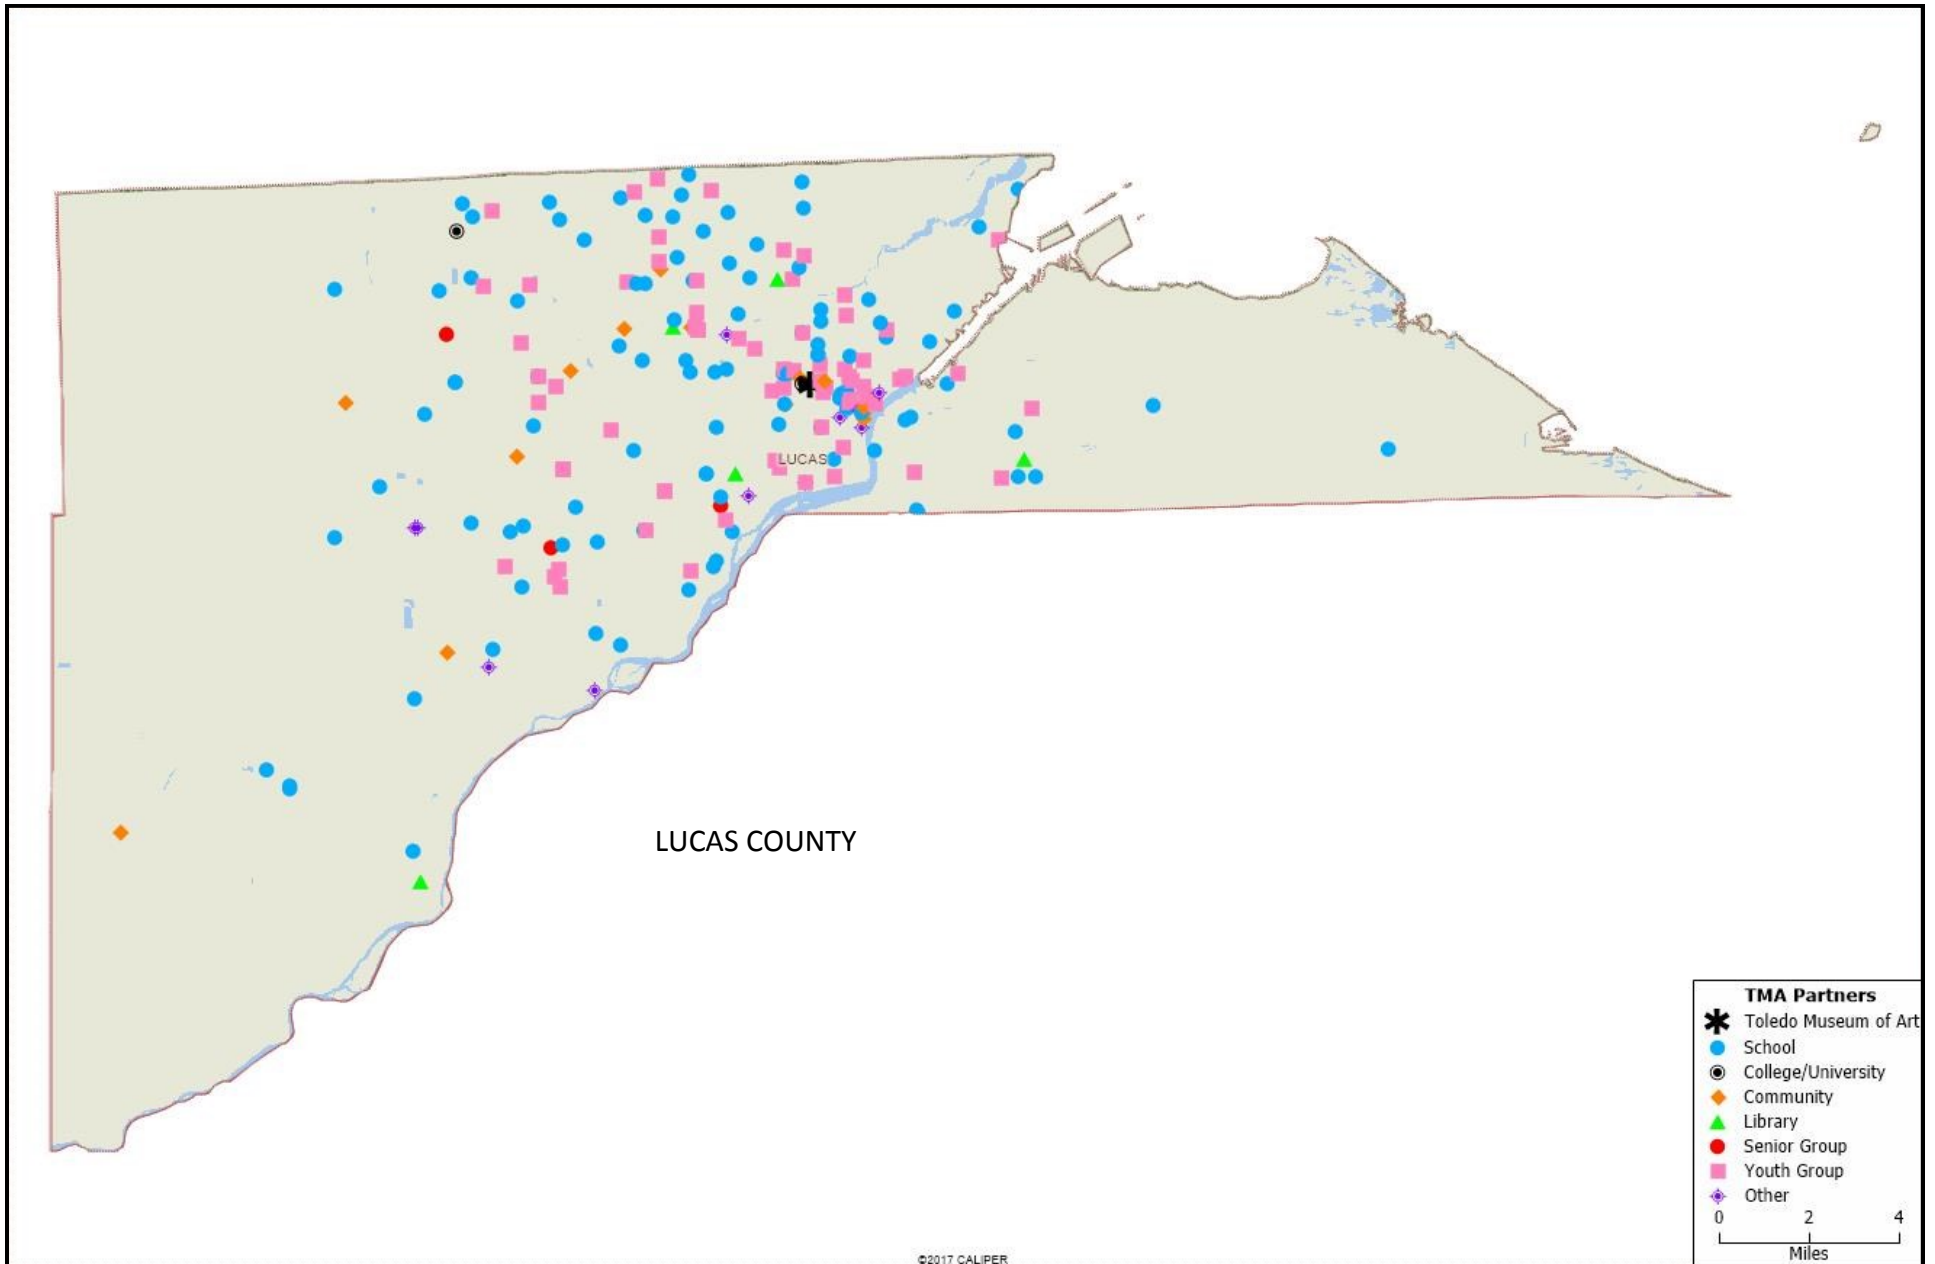 LUCAS
LUCAS COUNTY
TMA Partners
Toledo Museum of Art
School
College/University
Community
Library
Senior Group
Youth Group
Other
0 2 4
Miles
©2017 CALIPER